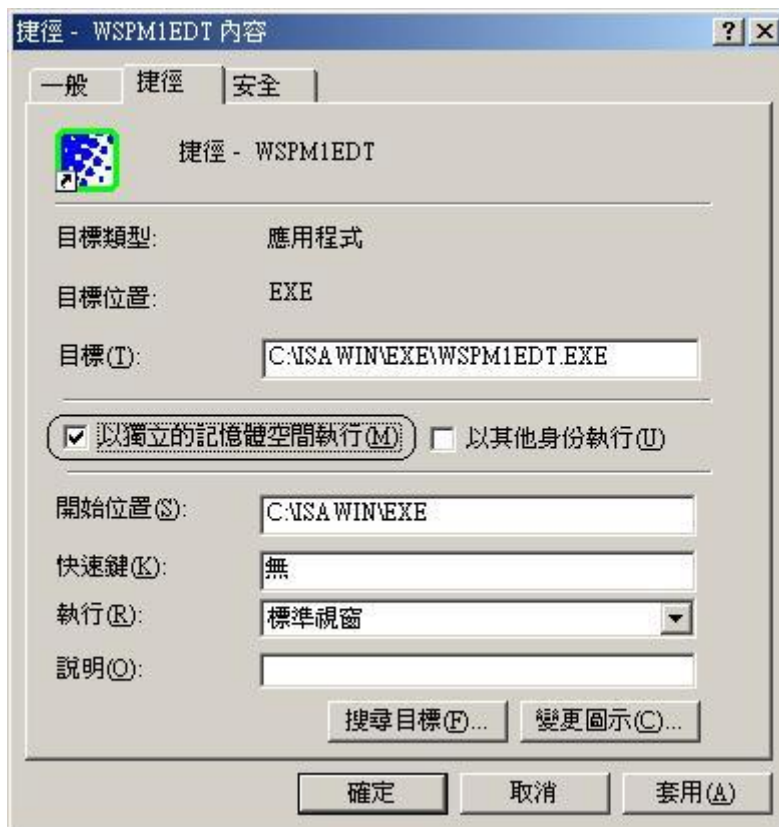 捷徑 - WSPM1EDT 內容
一般 捷徑 安全
捷徑 - WSPM1EDT
目標類型: 應用程式
目標位置: EXE
目標(T): C:\ISAWIN\EXE\WSPM1EDT.EXE
以獨立的記憶體空間執行(M) 以其他身份執行(U)
開始位置(S): C:\ISAWIN\EXE
快速鍵(K): 無
執行(R): 標準視窗
說明(O):
搜尋目標(F)... 變更圖示(C)...
確定 取消 套用(A)